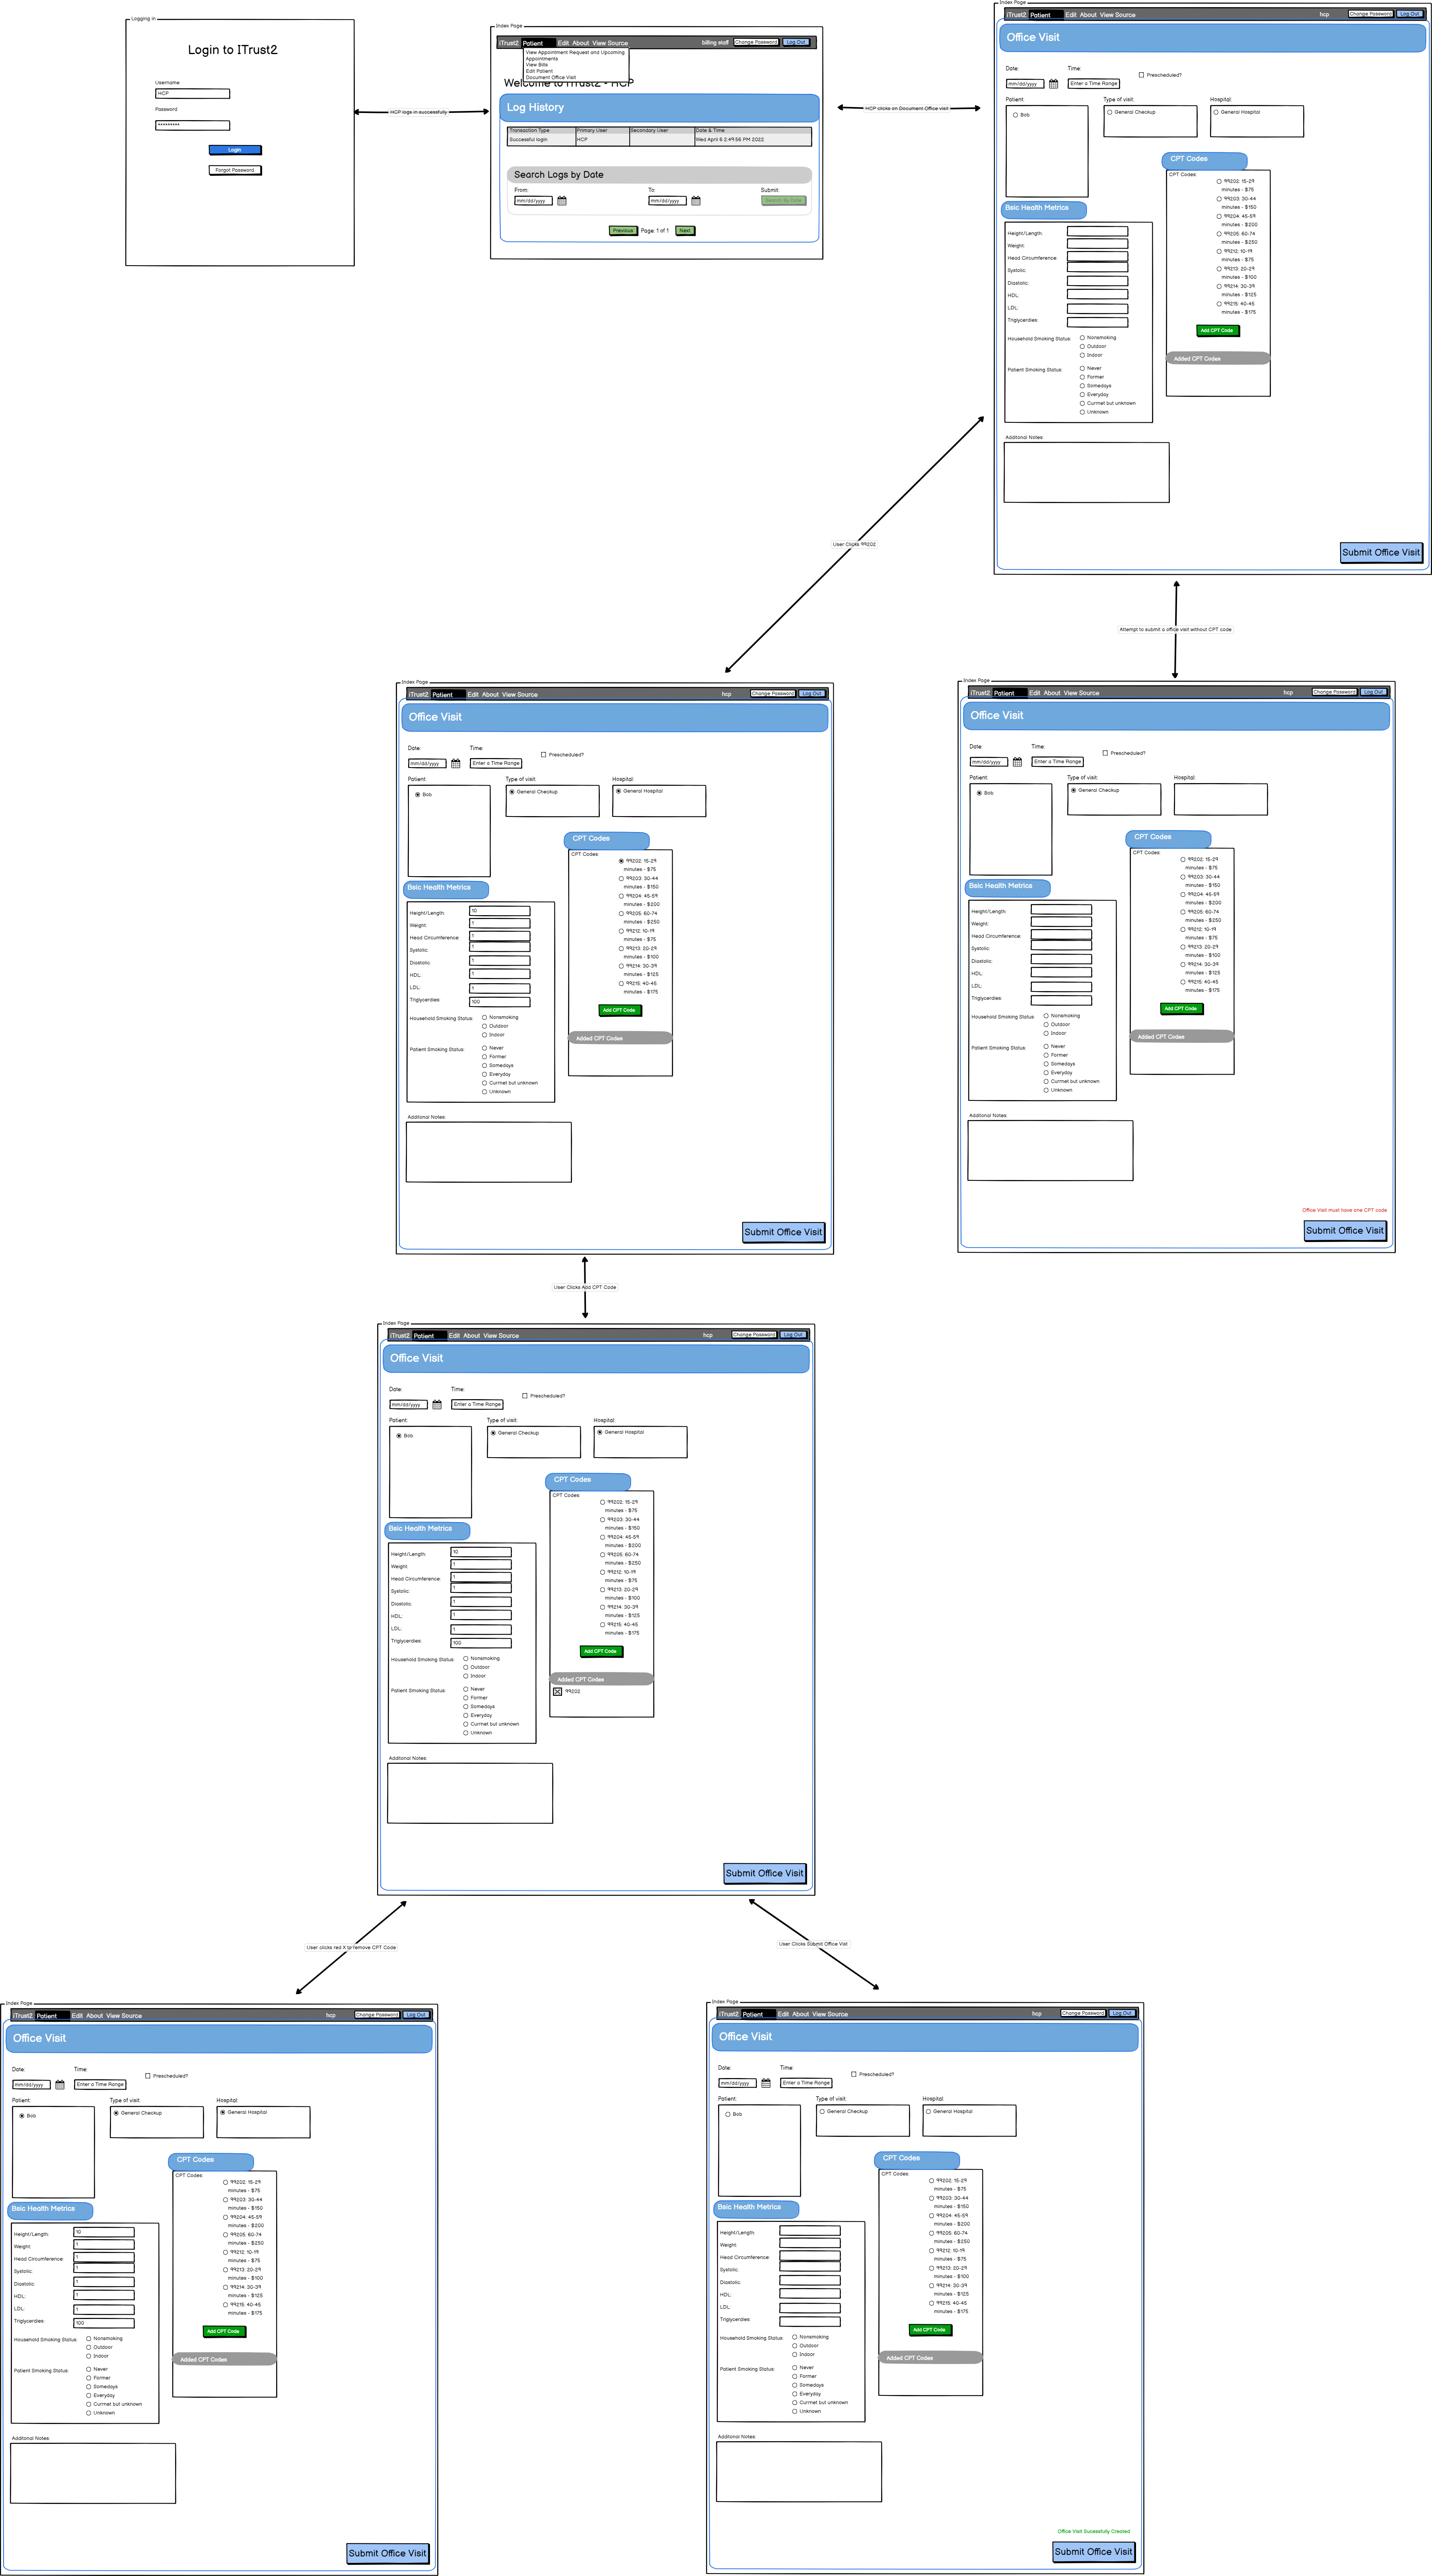 Logging in
Login to ITrust2
Username
HCP
Password
*********
Login
Forgot Password
HCP logs in successfully
Index Page
iTrust2 Patient Edit About View Source billing staff Change Password Log Out
View Appointment Request and Upcoming
Appointments
View Bills
Edit Patient
Document Office Visit
Welcome to iTrust2 - HCP
Log History
Transaction Type Primary User Secondary User Date & Time
Successful login HCP Wed April 6 2:49:56 PM 2022
Search Logs by Date
From: To: Submit:
mm/dd/yyyy mm/dd/yyyy Search By Date
Previous Page: 1 of 1 Next
HCP clicks on Document Office visit
Index Page
iTrust2 Patient Edit About View Source hcp Change Password Log Out
Office Visit
Date: Time: Prescheduled?
mm/dd/yyyy Enter a Time Range
Patient: Type of visit: Hospital:
Bob General Checkup General Hospital
CPT Codes
CPT Codes:
99202: 15-29
minutes - $75
99203: 30-44
minutes - $150
99204: 45-59
minutes - $200
99205: 60-74
minutes - $250
99212: 10-19
minutes - $75
99213: 20-29
minutes - $100
99214: 30-39
minutes - $125
99215: 40-45
minutes - $175
Add CPT Code
Added CPT Codes
Bsic Health Metrics
Height/Length:
Weight:
Head Circumference:
Systolic:
Diastolic:
HDL:
LDL:
Triglycerdies:
Household Smoking Status: Nonsmoking
Outdoor
Indoor
Patient Smoking Status: Never
Former
Somedays
Everyday
Curmet but unknown
Unknown
Additonal Notes:
Submit Office Visit
User Clicks 99202
Attempt to submit a office visit without CPT code
Index Page
iTrust2 Patient Edit About View Source hcp Change Password Log Out
Office Visit
Date: Time: Prescheduled?
mm/dd/yyyy Enter a Time Range
Patient: Type of visit: Hospital:
Bob General Checkup General Hospital
CPT Codes
CPT Codes:
99202: 15-29
minutes - $75
99203: 30-44
minutes - $150
99204: 45-59
minutes - $200
99205: 60-74
minutes - $250
99212: 10-19
minutes - $75
99213: 20-29
minutes - $100
99214: 30-39
minutes - $125
99215: 40-45
minutes - $175
Add CPT Code
Added CPT Codes
Bsic Health Metrics
Height/Length: 10
Weight: 1
Head Circumference: 1
Systolic: 1
Diastolic: 1
HDL: 1
LDL: 1
Triglycerdies: 100
Household Smoking Status: Nonsmoking
Outdoor
Indoor
Patient Smoking Status: Never
Former
Somedays
Everyday
Curmet but unknown
Unknown
Additonal Notes:
Submit Office Visit
Index Page
iTrust2 Patient Edit About View Source hcp Change Password Log Out
Office Visit
Date: Time: Prescheduled?
mm/dd/yyyy Enter a Time Range
Patient: Type of visit: Hospital:
Bob General Checkup
CPT Codes
CPT Codes:
99202: 15-29
minutes - $75
99203: 30-44
minutes - $150
99204: 45-59
minutes - $200
99205: 60-74
minutes - $250
99212: 10-19
minutes - $75
99213: 20-29
minutes - $100
99214: 30-39
minutes - $125
99215: 40-45
minutes - $175
Add CPT Code
Added CPT Codes
Bsic Health Metrics
Height/Length:
Weight:
Head Circumference:
Systolic:
Diastolic:
HDL:
LDL:
Triglycerdies:
Household Smoking Status: Nonsmoking
Outdoor
Indoor
Patient Smoking Status: Never
Former
Somedays
Everyday
Curmet but unknown
Unknown
Additonal Notes:
Office Visit must have one CPT code
Submit Office Visit
User Clicks Add CPT Code
Index Page
iTrust2 Patient Edit About View Source hcp Change Password Log Out
Office Visit
Date: Time: Prescheduled?
mm/dd/yyyy Enter a Time Range
Patient: Type of visit: Hospital:
Bob General Checkup General Hospital
CPT Codes
CPT Codes:
99202: 15-29
minutes - $75
99203: 30-44
minutes - $150
99204: 45-59
minutes - $200
99205: 60-74
minutes - $250
99212: 10-19
minutes - $75
99213: 20-29
minutes - $100
99214: 30-39
minutes - $125
99215: 40-45
minutes - $175
Add CPT Code
Added CPT Codes
99202
Bsic Health Metrics
Height/Length: 10
Weight: 1
Head Circumference: 1
Systolic: 1
Diastolic: 1
HDL: 1
LDL: 1
Triglycerdies: 100
Household Smoking Status: Nonsmoking
Outdoor
Indoor
Patient Smoking Status: Never
Former
Somedays
Everyday
Curmet but unknown
Unknown
Additonal Notes:
Submit Office Visit
User clicks red X tp remove CPT Code
User Clicks Submit Office Visit
Index Page
iTrust2 Patient Edit About View Source hcp Change Password Log Out
Office Visit
Date: Time: Prescheduled?
mm/dd/yyyy Enter a Time Range
Patient: Type of visit: Hospital:
Bob General Checkup General Hospital
CPT Codes
CPT Codes:
99202: 15-29
minutes - $75
99203: 30-44
minutes - $150
99204: 45-59
minutes - $200
99205: 60-74
minutes - $250
99212: 10-19
minutes - $75
99213: 20-29
minutes - $100
99214: 30-39
minutes - $125
99215: 40-45
minutes - $175
Add CPT Code
Added CPT Codes
Bsic Health Metrics
Height/Length: 10
Weight: 1
Head Circumference: 1
Systolic: 1
Diastolic: 1
HDL: 1
LDL: 1
Triglycerdies: 100
Household Smoking Status: Nonsmoking
Outdoor
Indoor
Patient Smoking Status: Never
Former
Somedays
Everyday
Curmet but unknown
Unknown
Additonal Notes:
Submit Office Visit
Index Page
iTrust2 Patient Edit About View Source hcp Change Password Log Out
Office Visit
Date: Time: Prescheduled?
mm/dd/yyyy Enter a Time Range
Patient: Type of visit: Hospital:
Bob General Checkup General Hospital
CPT Codes
CPT Codes:
99202: 15-29
minutes - $75
99203: 30-44
minutes - $150
99204: 45-59
minutes - $200
99205: 60-74
minutes - $250
99212: 10-19
minutes - $75
99213: 20-29
minutes - $100
99214: 30-39
minutes - $125
99215: 40-45
minutes - $175
Add CPT Code
Added CPT Codes
Bsic Health Metrics
Height/Length:
Weight:
Head Circumference:
Systolic:
Diastolic:
HDL:
LDL:
Triglycerdies:
Household Smoking Status: Nonsmoking
Outdoor
Indoor
Patient Smoking Status: Never
Former
Somedays
Everyday
Curmet but unknown
Unknown
Additonal Notes:
Office Visit Sucessfully Created
Submit Office Visit